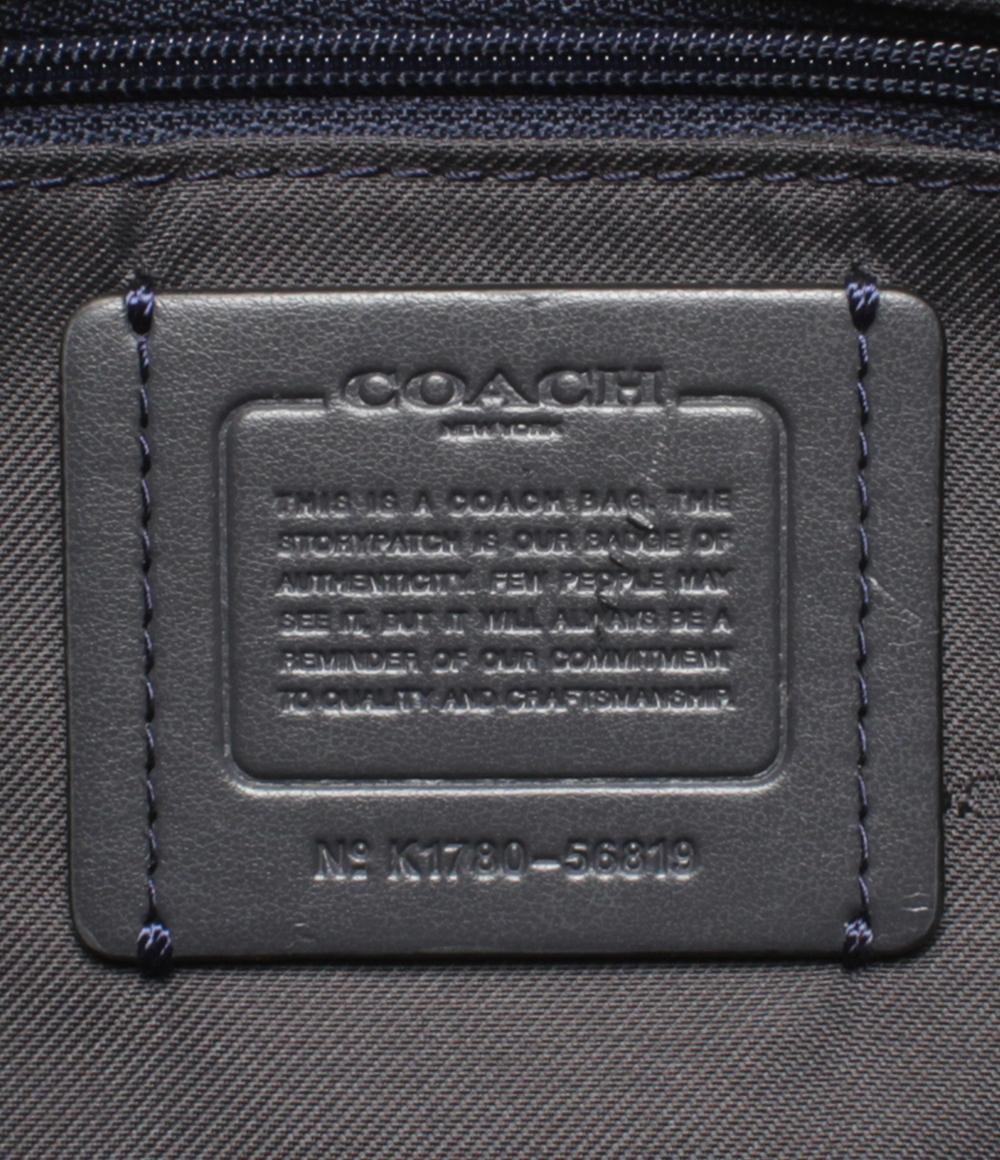 COACH
NEW YORK
THIS IS A COACH BAG. THE
STORYPATCH IS OUR BADGE OF
AUTHENTICITY. FEW PEOPLE MAY
SEE IT, BUT IT WILL ALWAYS BE A
REMINDER OF OUR COMMITMENT
TO QUALITY AND CRAFTSMANSHIP.
Nº K1780-56819